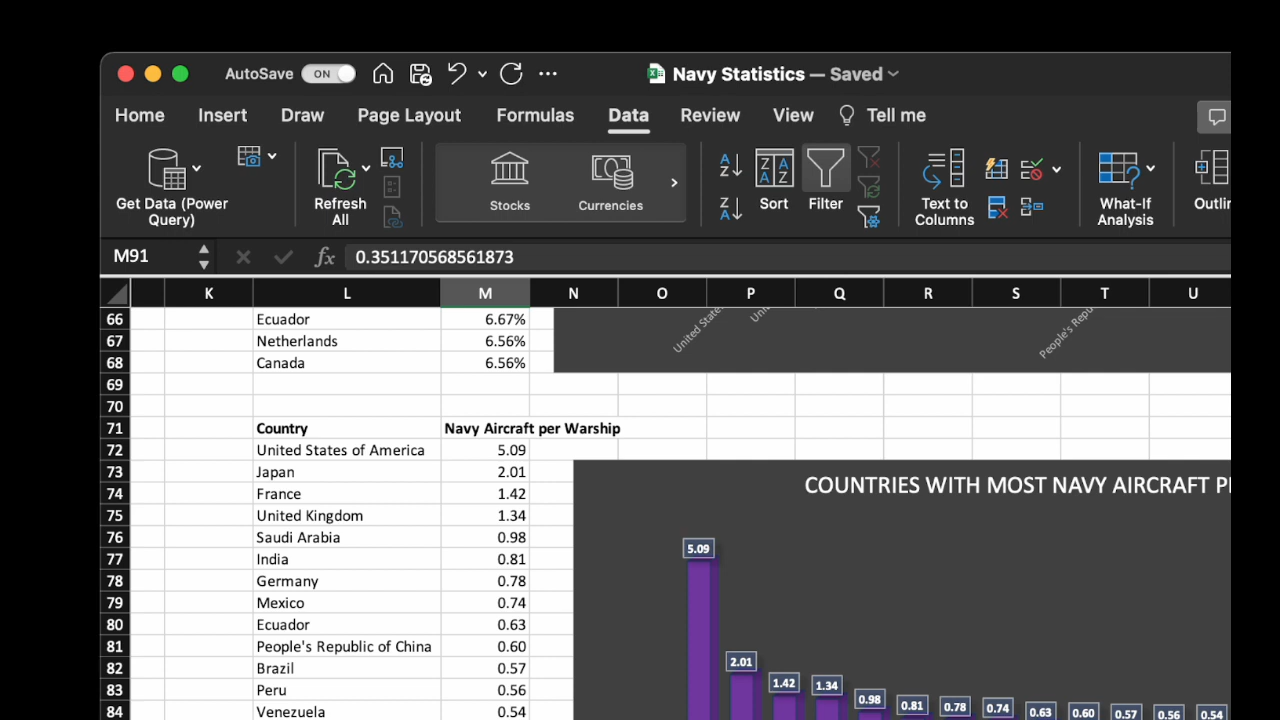 AutoSave ON Navy Statistics — Saved
Home Insert Draw Page Layout Formulas Data Review View Tell me
Get Data (Power Query)
Refresh All
Stocks Currencies
Sort Filter
Text to Columns
What-If Analysis
M91 fx 0.351170568561873
K L M N O P Q R S T U
66 Ecuador 6.67%
67 Netherlands 6.56%
68 Canada 6.56%
69
70
71 Country Navy Aircraft per Warship
72 United States of America 5.09
73 Japan 2.01
74 France 1.42
75 United Kingdom 1.34
76 Saudi Arabia 0.98
77 India 0.81
78 Germany 0.78
79 Mexico 0.74
80 Ecuador 0.63
81 People's Republic of China 0.60
82 Brazil 0.57
83 Peru 0.56
84 Venezuela 0.54
United State
People's Repu
COUNTRIES WITH MOST NAVY AIRCRAFT
5.09
2.01
1.42
1.34
0.98
0.81
0.78
0.74
0.63
0.60
0.57
0.56
0.54